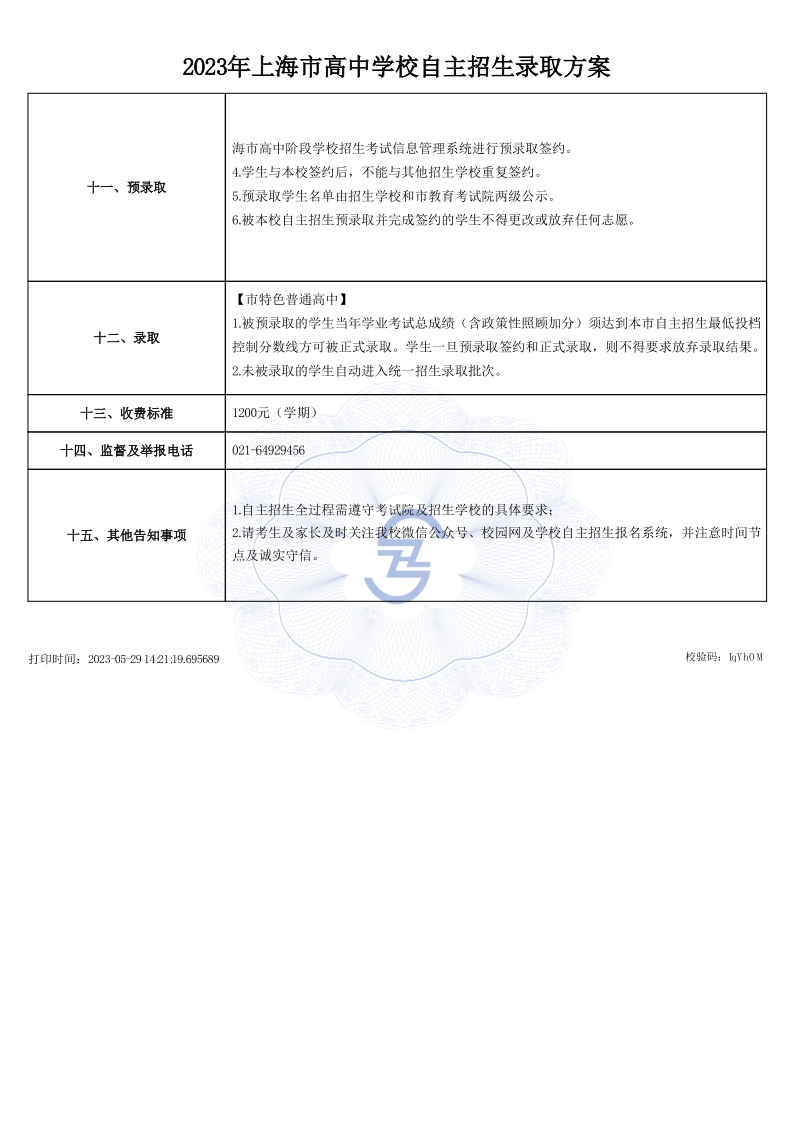 2023年上海市高中学校自主招生录取方案
十一、预录取
海市高中阶段学校招生考试信息管理系统进行预录取签约。
4.学生与本校签约后，不能与其他招生学校重复签约。
5.预录取学生名单由招生学校和市教育考试院两级公示。
6.被本校自主招生预录取并完成签约的学生不得更改或放弃任何志愿。
十二、录取
【市特色普通高中】
1.被预录取的学生当年学业考试总成绩（含政策性照顾加分）须达到本市自主招生最低投档
控制分数线方可被正式录取。学生一旦预录取签约和正式录取，则不得要求放弃录取结果。
2.未被录取的学生自动进入统一招生录取批次。
十三、收费标准
1200元（学期）
十四、监督及举报电话
021-64929456
十五、其他告知事项
1.自主招生全过程需遵守考试院及招生学校的具体要求；
2.请考生及家长及时关注我校微信公众号、校园网及学校自主招生报名系统，并注意时间节
点及诚实守信。
打印时间：2023-05-29 14:21:19.695689
校验码：IqYh0M